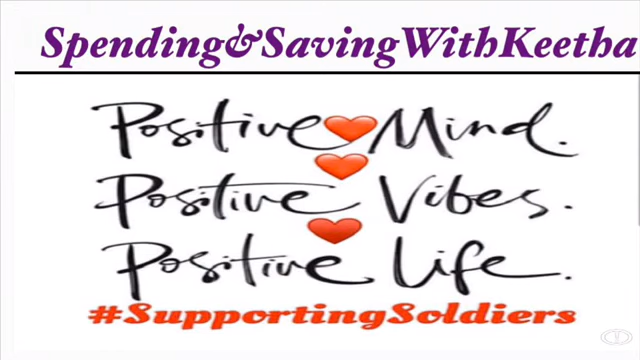 Spending&SavingWithKeetha
Positive Mind.
Positive Vibes.
Positive Life.
#SupportingSoldiers